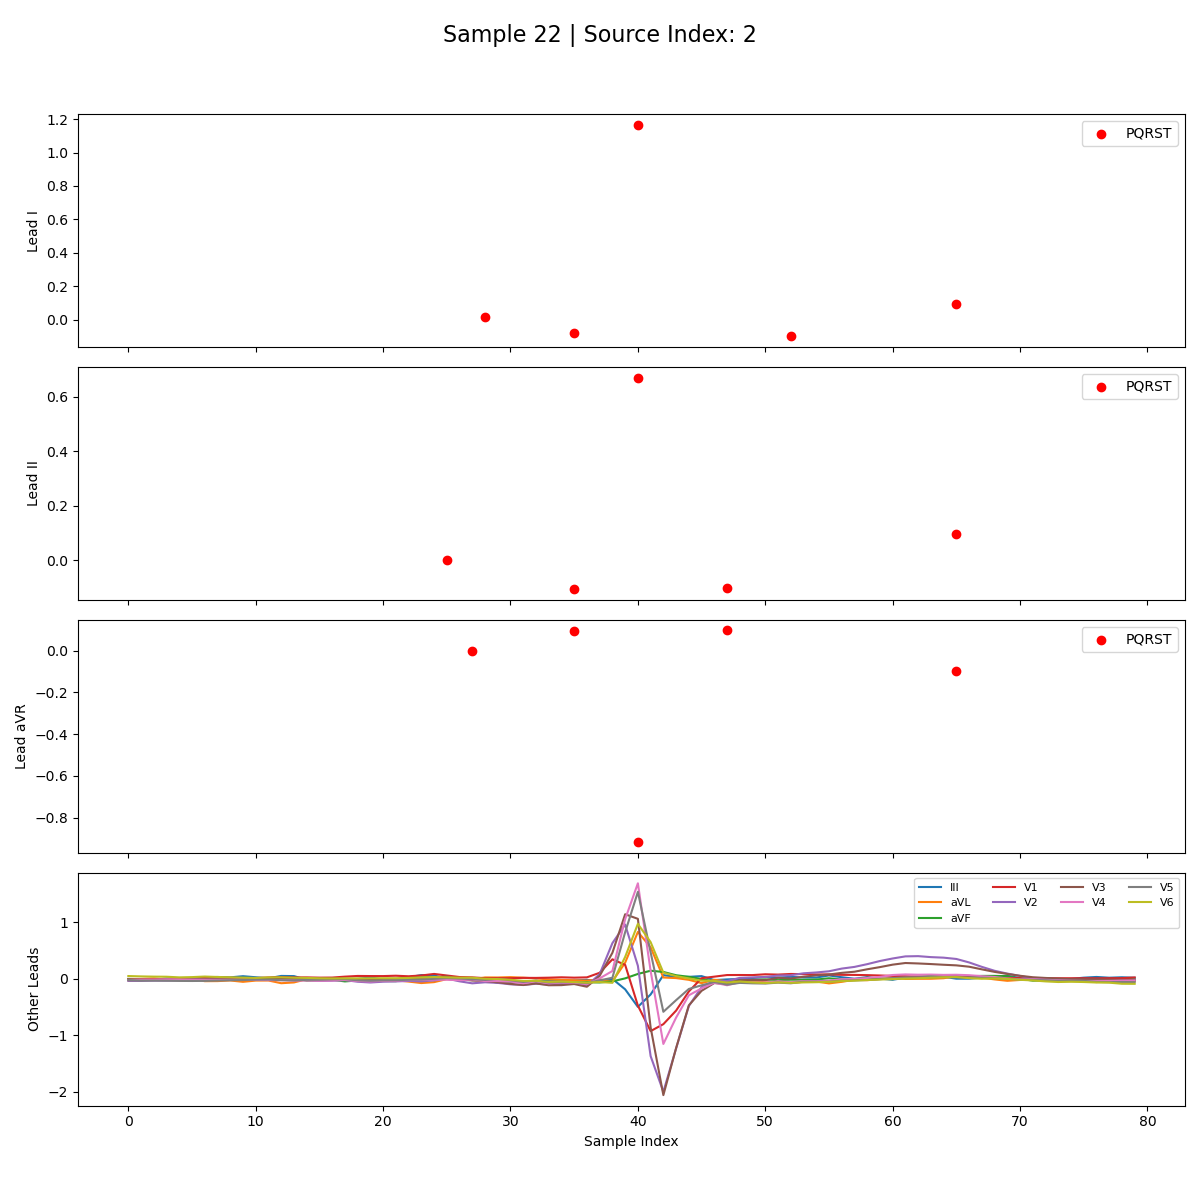 Sample 22 | Source Index: 2
1.2
1.0
0.8
0.6
0.4
0.2
0.0
Lead I
PQRST
0.6
0.4
0.2
0.0
Lead II
PQRST
0.0
−0.2
−0.4
−0.6
−0.8
Lead aVR
PQRST
1
0
−1
−2
Other Leads
III V1 V3 V5
aVL V2 V4 V6
aVF
0 10 20 30 40 50 60 70 80
Sample Index